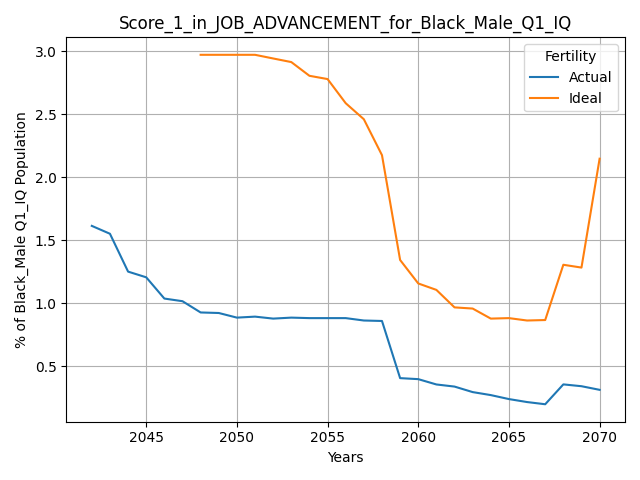 Score_1_in_JOB_ADVANCEMENT_for_Black_Male_Q1_IQ
Fertility
Actual
Ideal
% of Black_Male Q1_IQ Population
3.0
2.5
2.0
1.5
1.0
0.5
2045 2050 2055 2060 2065 2070
Years